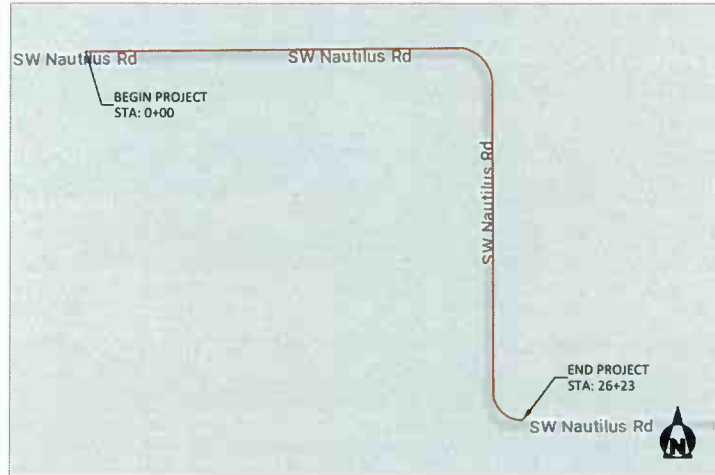 SW Nautilus Rd
SW Nautilus Rd
BEGIN PROJECT
STA: 0+00
SW Nautilus Rd
END PROJECT
STA: 26+23
SW Nautilus Rd
N